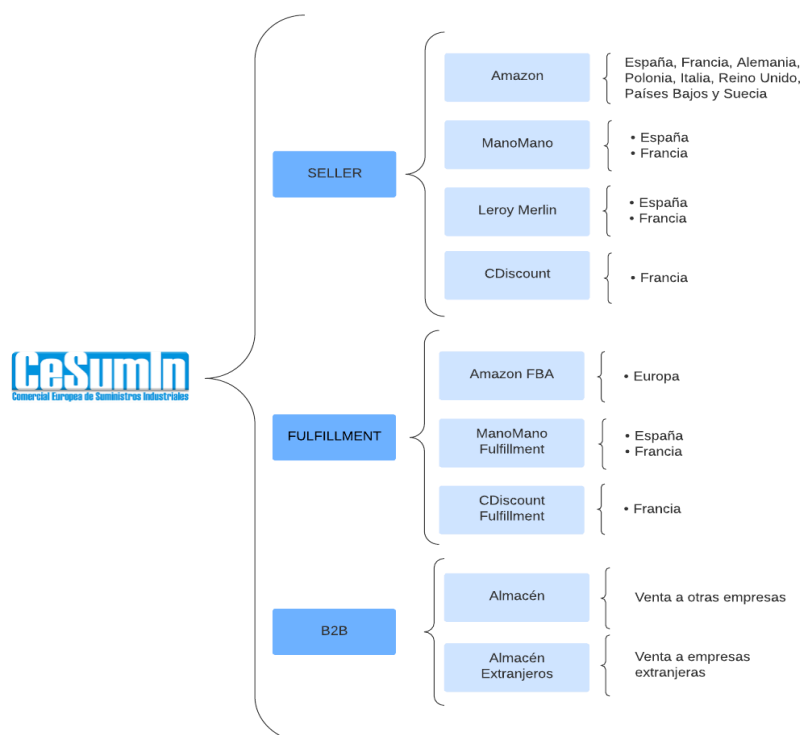 CeSumIn
Comercial Europea de Suministros Industriales
SELLER
Amazon
España, Francia, Alemania,
Polonia, Italia, Reino Unido,
Países Bajos y Suecia
ManoMano
• España
• Francia
Leroy Merlin
• España
• Francia
CDiscount
• Francia
FULFILLMENT
Amazon FBA
• Europa
ManoMano
Fulfillment
• España
• Francia
CDiscount
Fulfillment
• Francia
B2B
Almacén
Venta a otras empresas
Almacén
Extranjeros
Venta a empresas
extranjeras